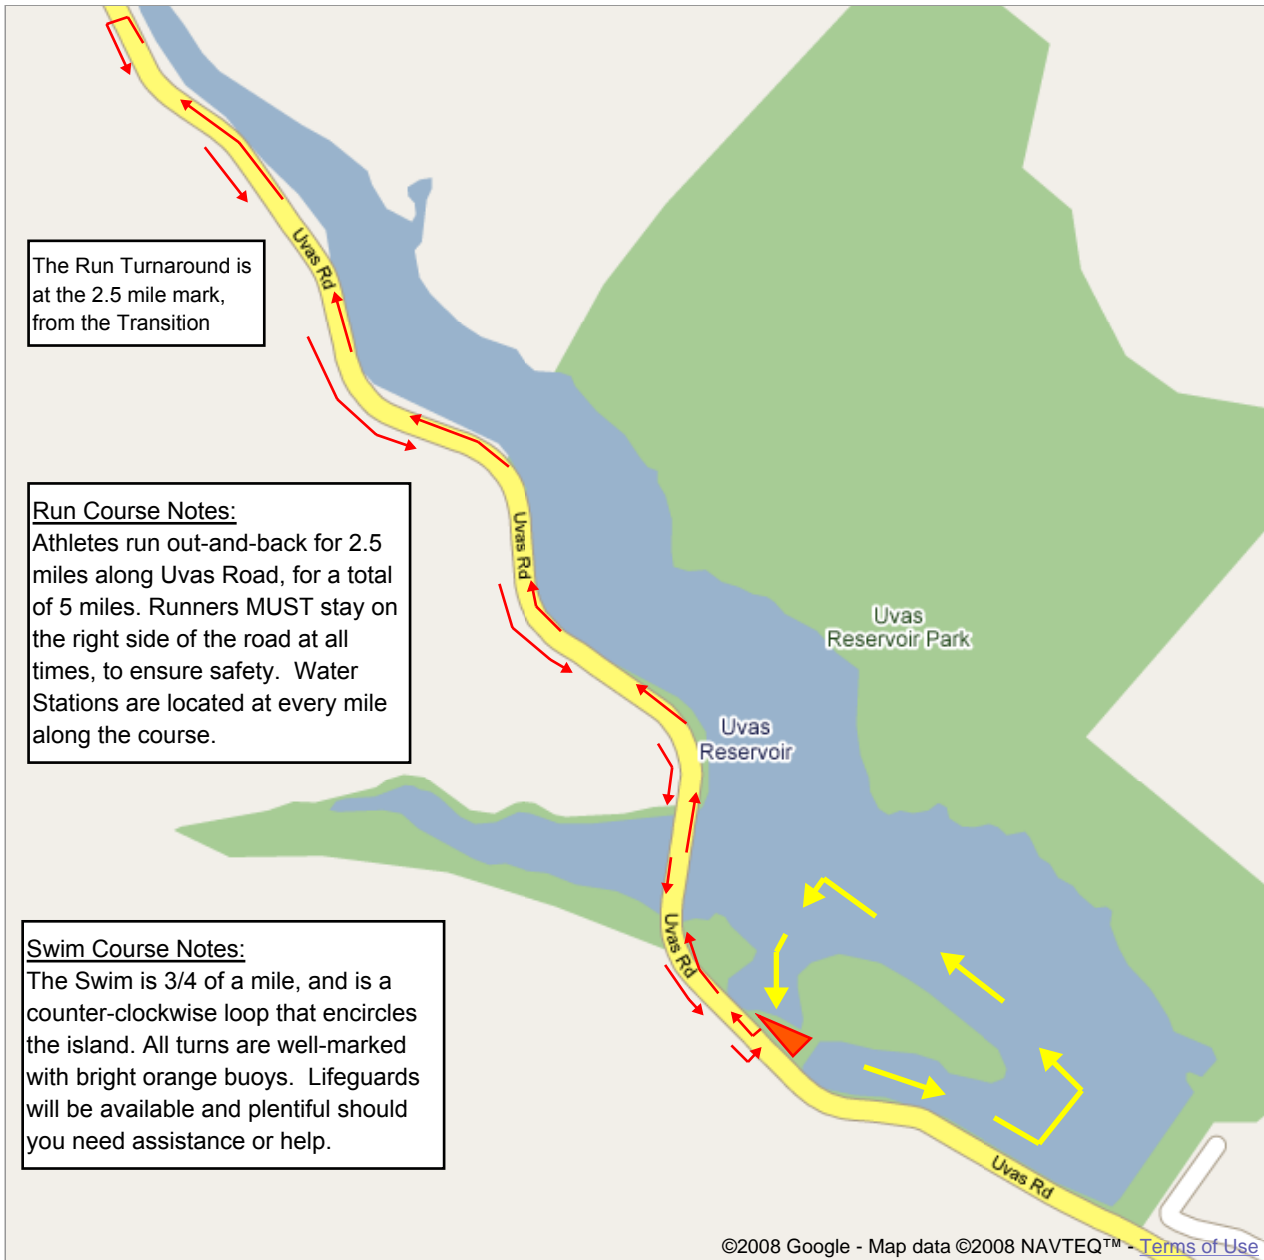 Uvas Rd
The Run Turnaround is
at the 2.5 mile mark,
from the Transition
Run Course Notes:
Athletes run out-and-back for 2.5
miles along Uvas Road, for a total
of 5 miles. Runners MUST stay on
the right side of the road at all
times, to ensure safety.  Water
Stations are located at every mile
along the course.
Uvas Rd
Uvas
Reservoir Park
Uvas
Reservoir
Uvas Rd
Swim Course Notes:
The Swim is 3/4 of a mile, and is a
counter-clockwise loop that encircles
the island. All turns are well-marked
with bright orange buoys.  Lifeguards
will be available and plentiful should
you need assistance or help.
Uvas Rd
©2008 Google - Map data ©2008 NAVTEQ™ - Terms of Use